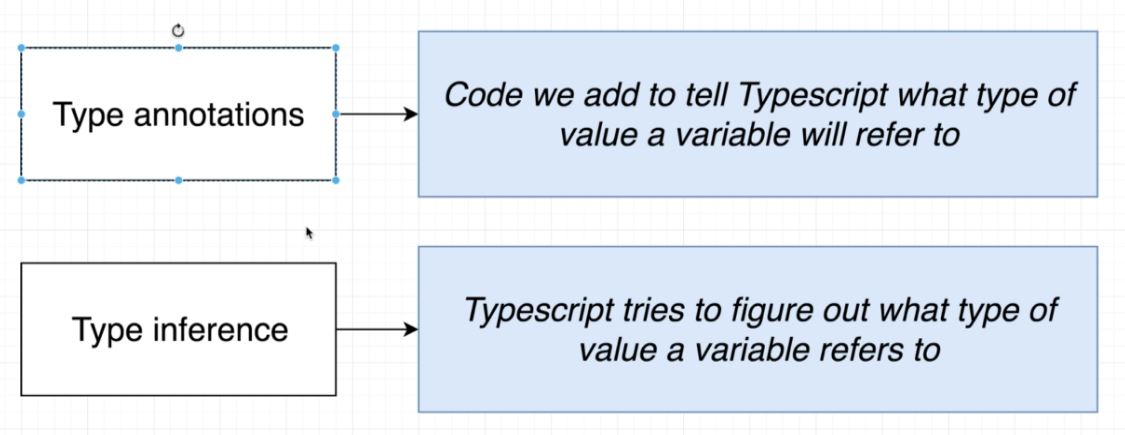 Type annotations
Code we add to tell Typescript what type of
value a variable will refer to
Type inference
Typescript tries to figure out what type of
value a variable refers to